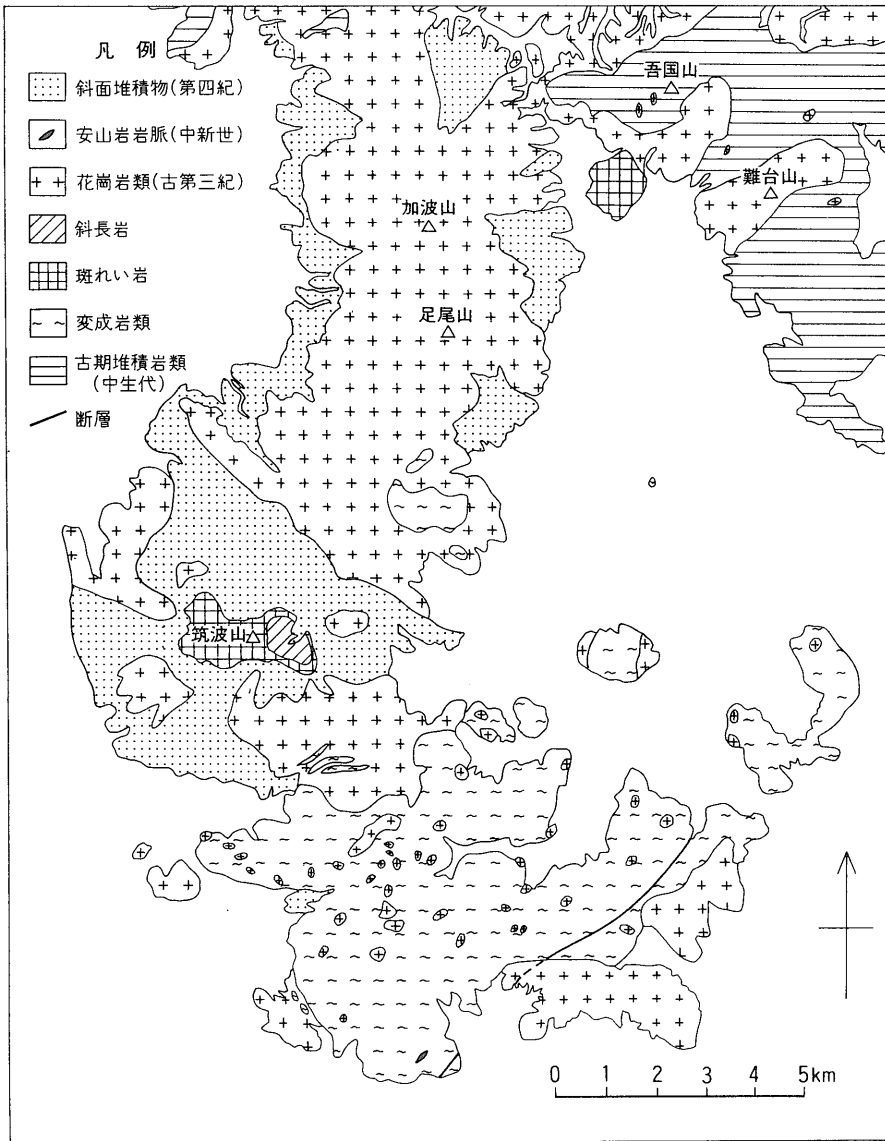 凡例
斜面堆積物(第四紀)
安山岩岩脈(中新世)
花崗岩類(古第三紀)
斜長岩
斑れい岩
変成岩類
古期堆積岩類
(中生代)
断層
吾国山
難台山
加波山
足尾山
筑波山
0 1 2 3 4 5km